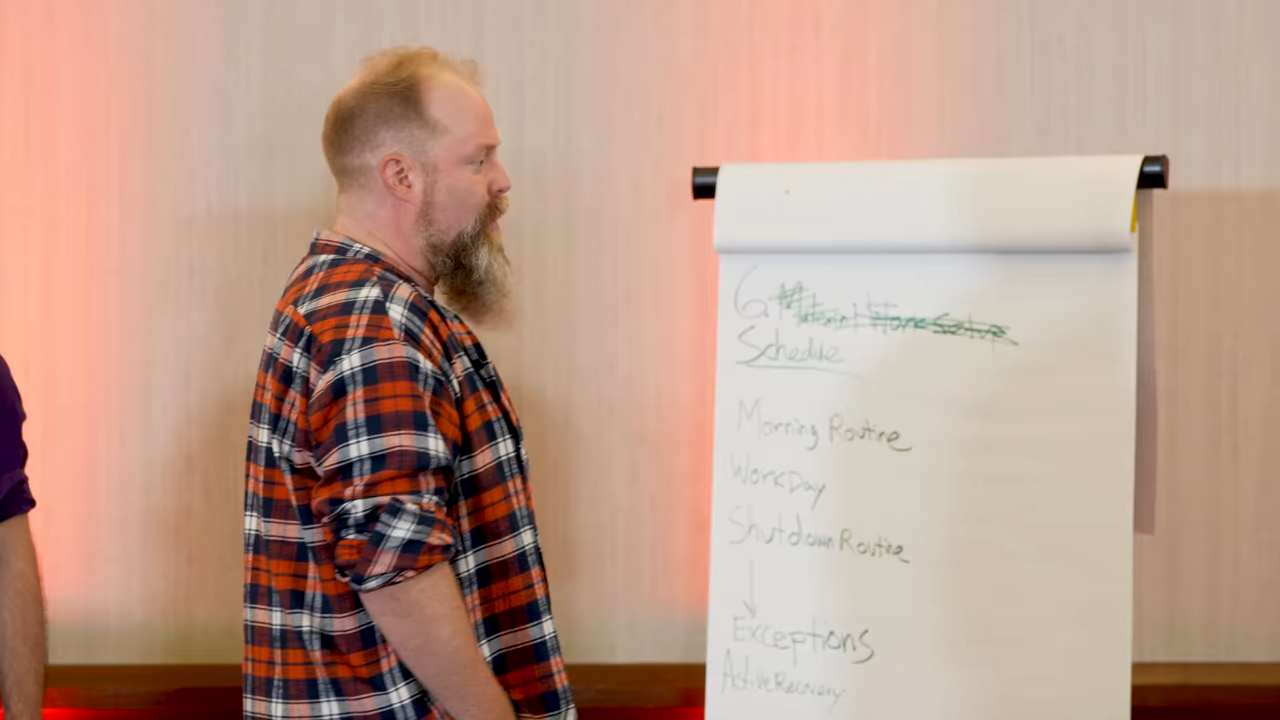 6.
Schedule
Morning Routine
WorkDay
Shutdown Routine
Exceptions
Active Recovery